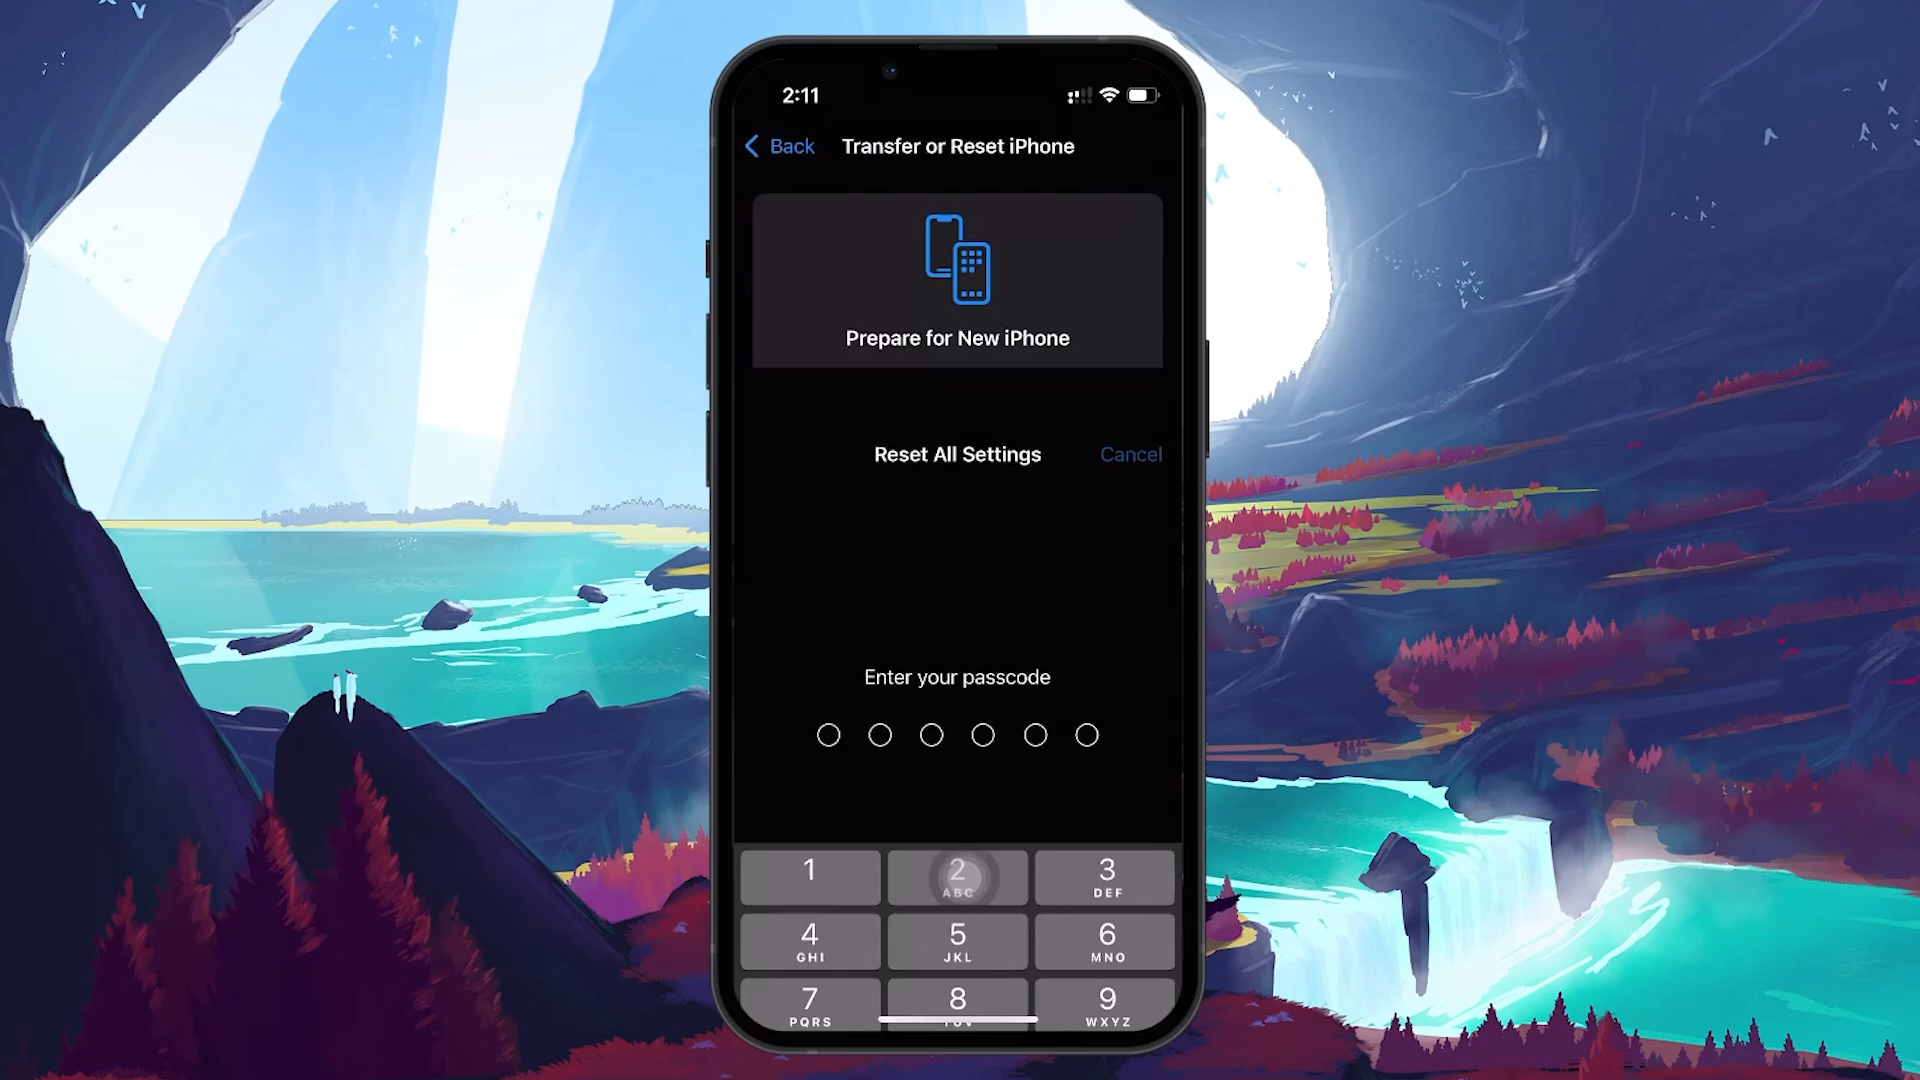 2:11
Back Transfer or Reset iPhone
Prepare for New iPhone
Reset All Settings Cancel
Enter your passcode
1 2 3
ABC DEF
4 5 6
GHI JKL MNO
7 8 9
PQRS TUV WXYZ